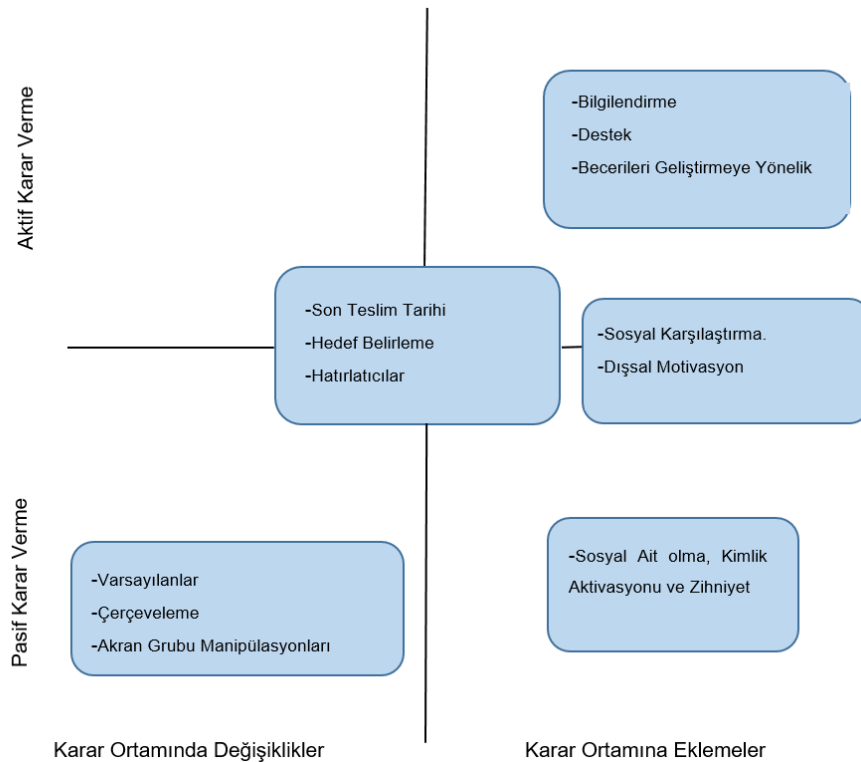 Aktif Karar Verme
-Bilgilendirme
-Destek
-Becerileri Geliştirmeye Yönelik
-Son Teslim Tarihi
-Hedef Belirleme
-Hatırlatıcılar
-Sosyal Karşılaştırma.
-Dışsal Motivasyon
Pasif Karar Verme
-Varsayılanlar
-Çerçeveleme
-Akran Grubu Manipülasyonları
-Sosyal Ait olma, Kimlik
Aktivasyonu ve Zihniyet
Karar Ortamında Değişiklikler
Karar Ortamına Eklemeler